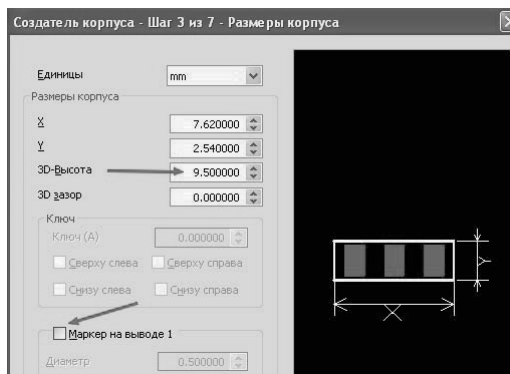 Создатель корпуса - Шаг 3 из 7 - Размеры корпуса
Единицы mm
Размеры корпуса
X 7.620000
Y 2.540000
3D-Высота 9.500000
3D зазор 0.000000
Ключ
Ключ (A) 0.000000
Сверху слева Сверху справа
Снизу слева Снизу справа
Маркер на выводе 1
Диаметр 0.500000
Y
X